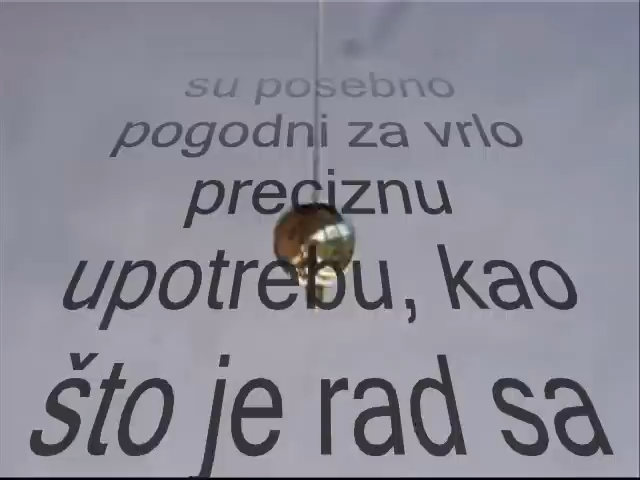 su posebno
pogodni za vrlo
preciznu
upotrebu, kao
što je rad sa